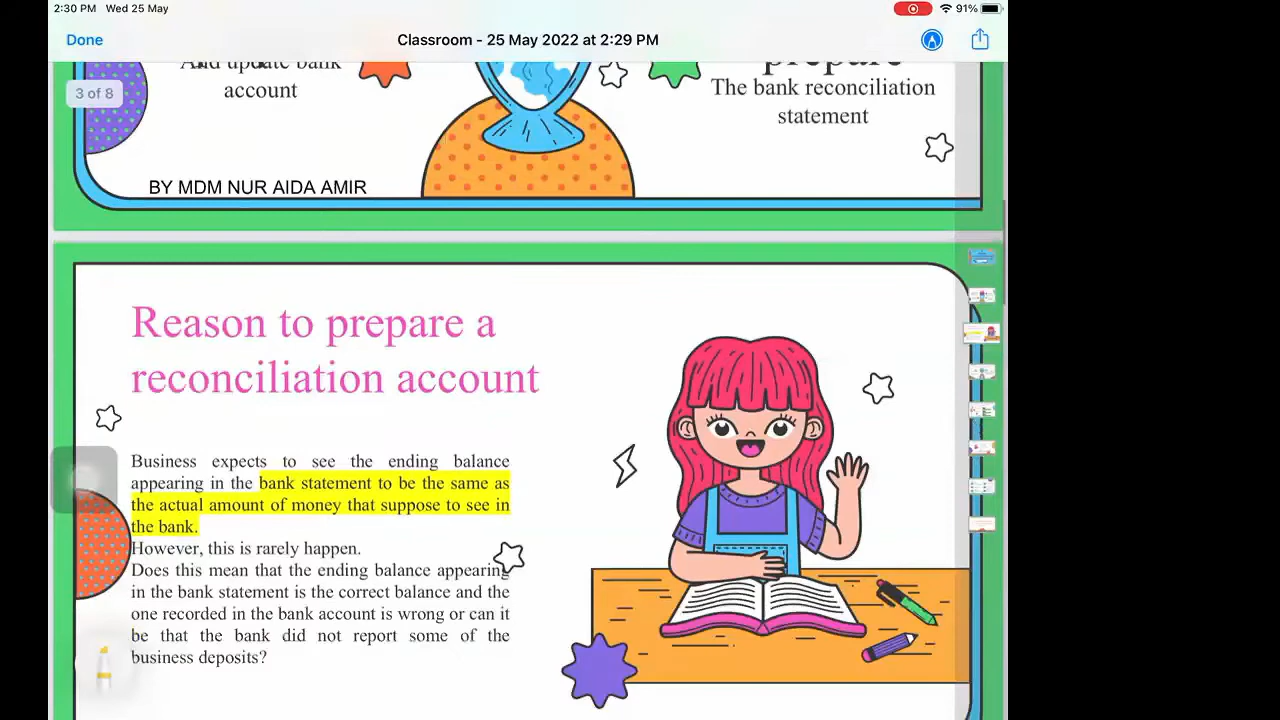 2:30 PM Wed 25 May
91%
Done
Classroom - 25 May 2022 at 2:29 PM
3 of 8
And update bank
account
prepare
The bank reconciliation
statement
BY MDM NUR AIDA AMIR
Reason to prepare a
reconciliation account
Business expects to see the ending balance
appearing in the bank statement to be the same as
the actual amount of money that suppose to see in
the bank.
However, this is rarely happen.
Does this mean that the ending balance appearing
in the bank statement is the correct balance and the
one recorded in the bank account is wrong or can it
be that the bank did not report some of the
business deposits?